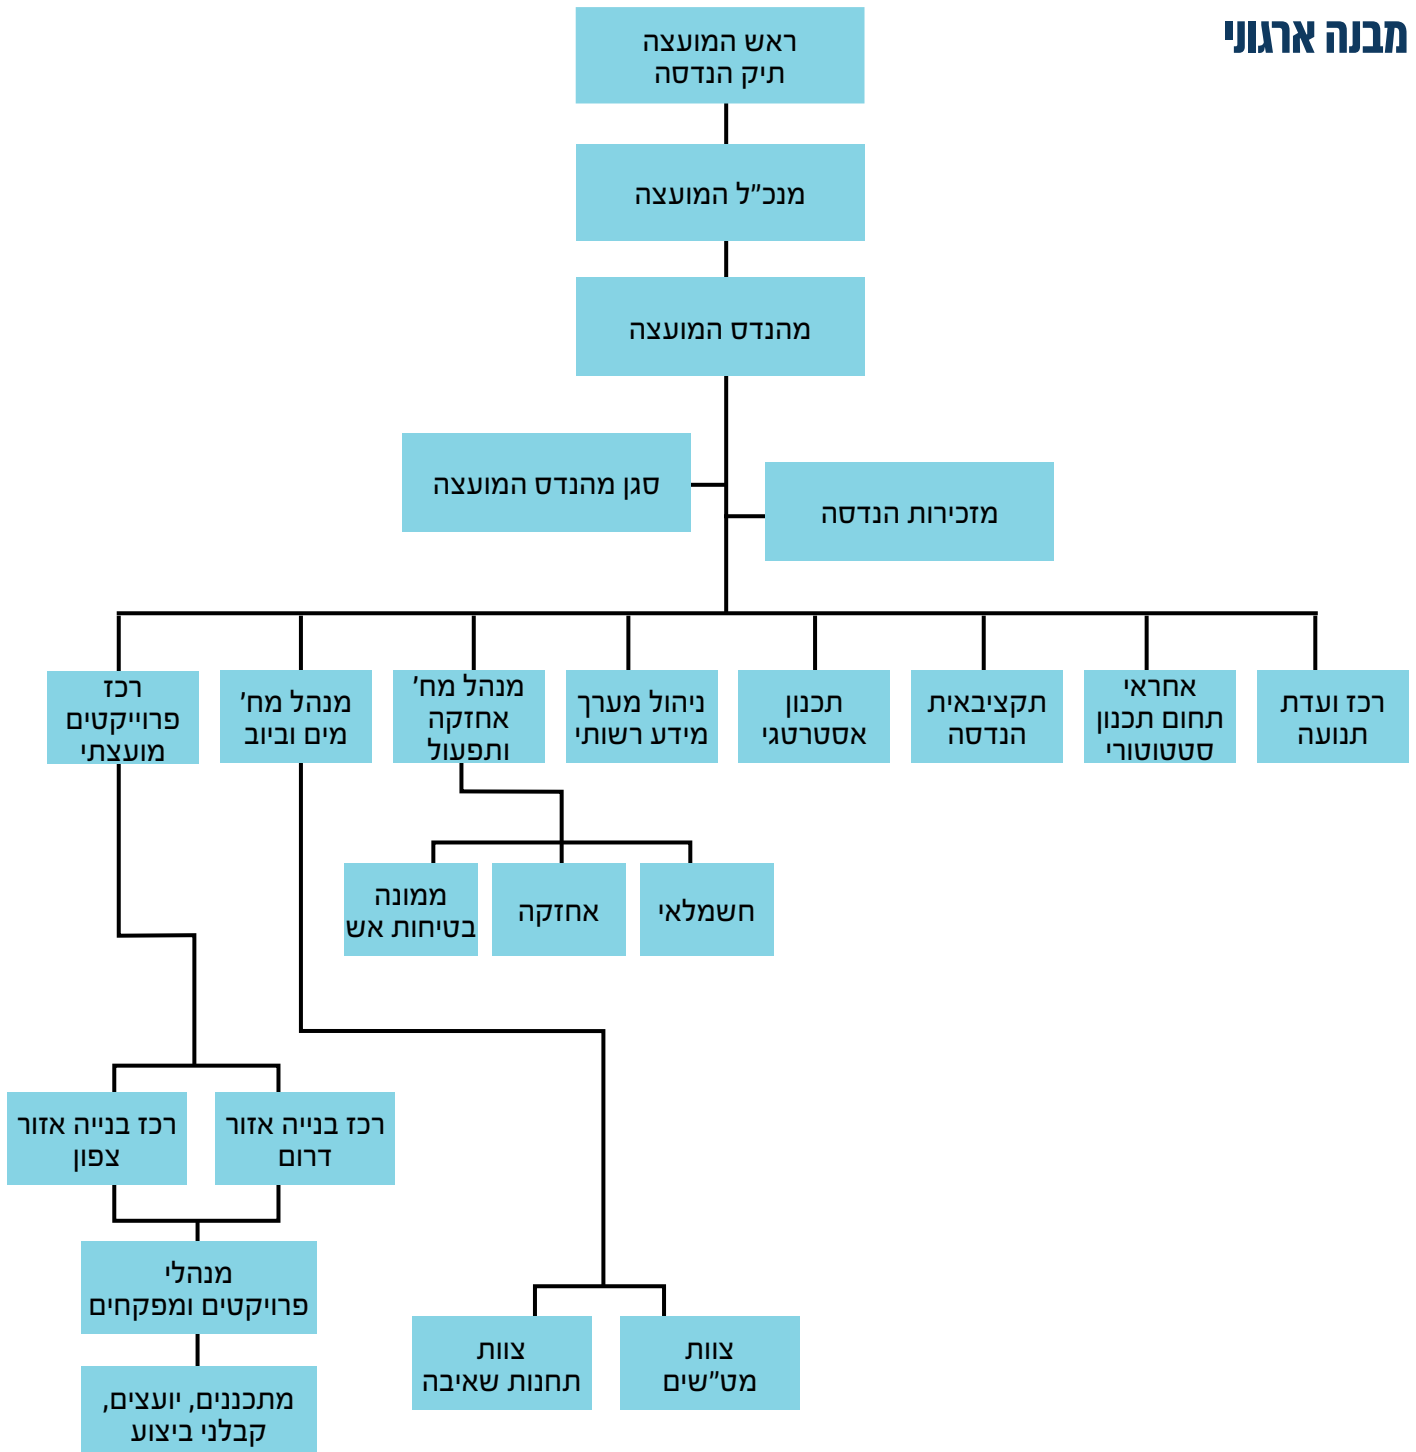 מבנה ארגוני
ראש המועצה
תיק הנדסה
מנכ"ל המועצה
מהנדס המועצה
סגן מהנדס המועצה
מזכירות הנדסה
רכז ועדת
תנועה
אחראי
תחום תכנון
סטטוטורי
תקציבאית
הנדסה
תכנון
אסטרטגי
ניהול מערך
מידע רשותי
מנהל מח'
אחזקה
ותפעול
מנהל מח'
מים וביוב
רכז
פרוייקטים
מועצתי
חשמלאי
אחזקה
ממונה
בטיחות אש
רכז בנייה אזור
דרום
רכז בנייה אזור
צפון
מנהלי
פרויקטים ומפקחים
צוות
מט"שים
צוות
תחנות שאיבה
מתכננים, יועצים,
קבלני ביצוע